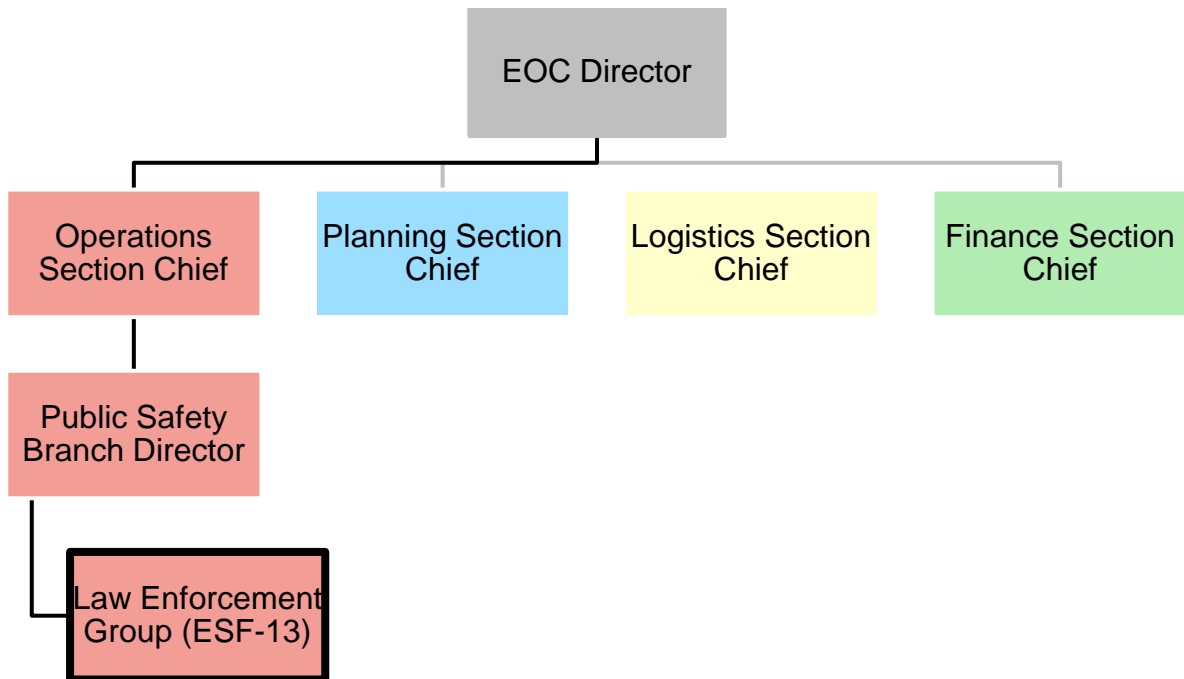 EOC Director
Operations
Section Chief
Planning Section
Chief
Logistics Section
Chief
Finance Section
Chief
Public Safety
Branch Director
Law Enforcement
Group (ESF-13)